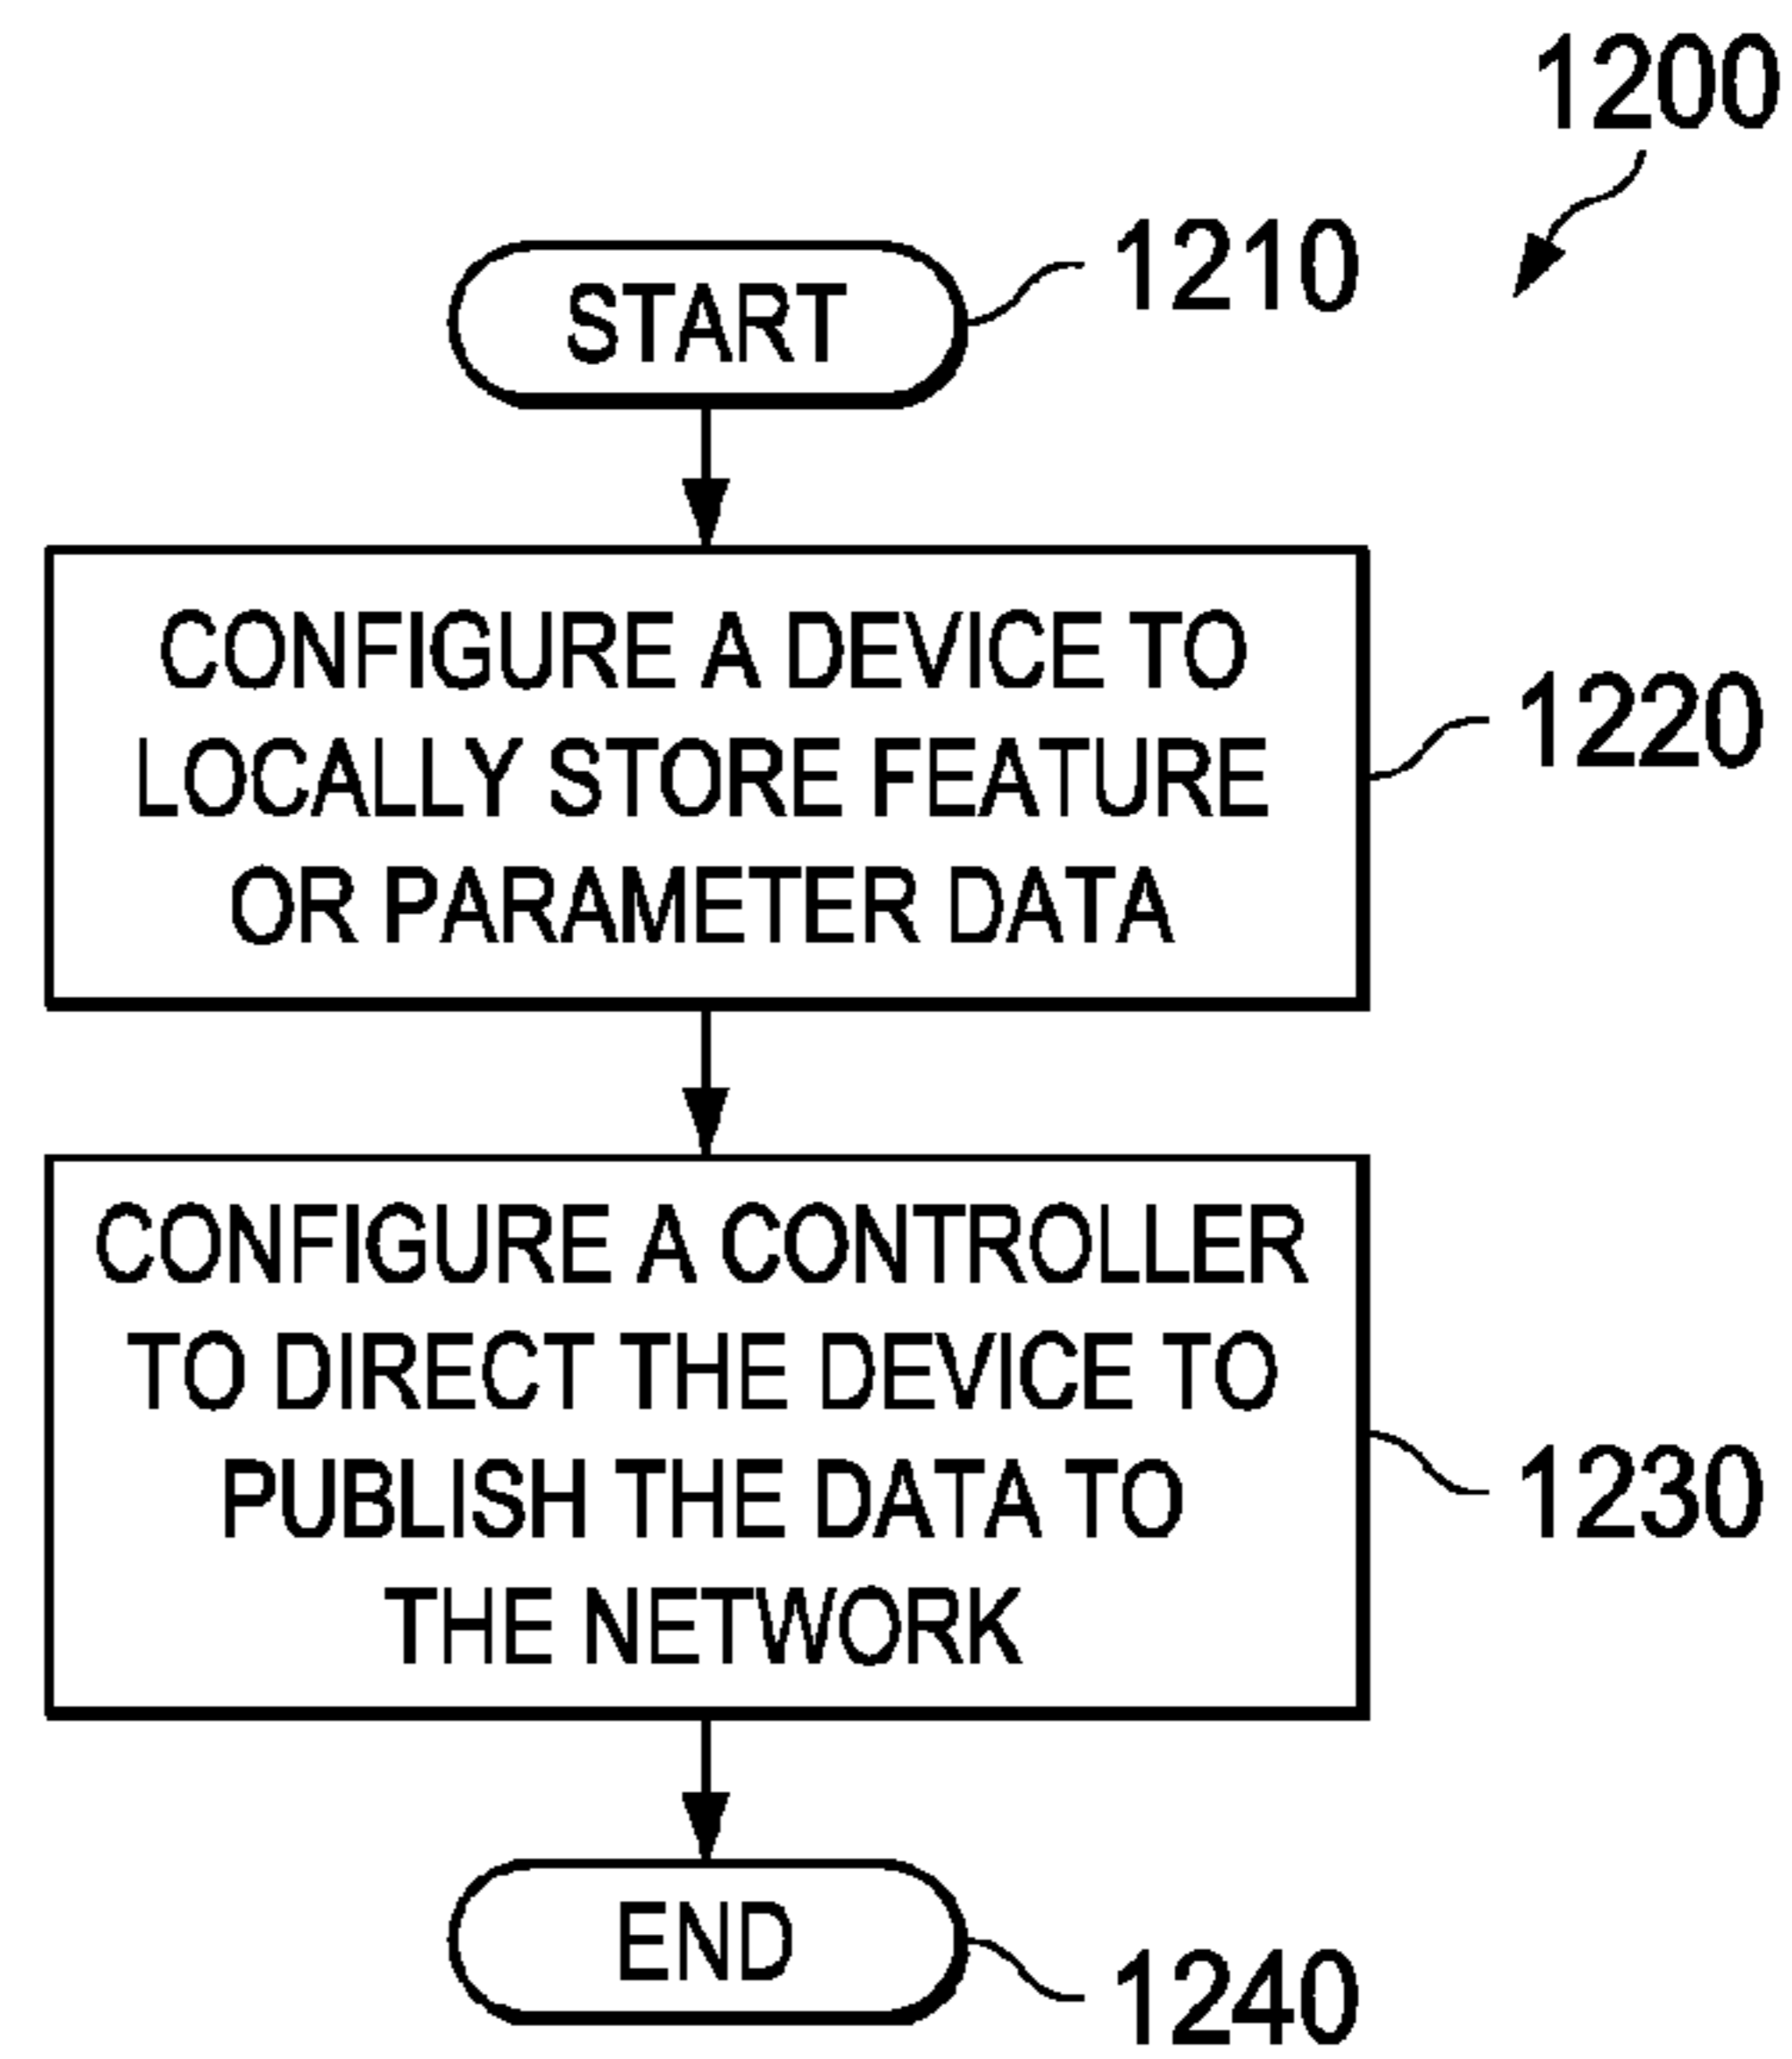 1200
START
1210
CONFIGURE A DEVICE TO
LOCALLY STORE FEATURE
OR PARAMETER DATA
1220
CONFIGURE A CONTROLLER
TO DIRECT THE DEVICE TO
PUBLISH THE DATA TO
THE NETWORK
1230
END
1240